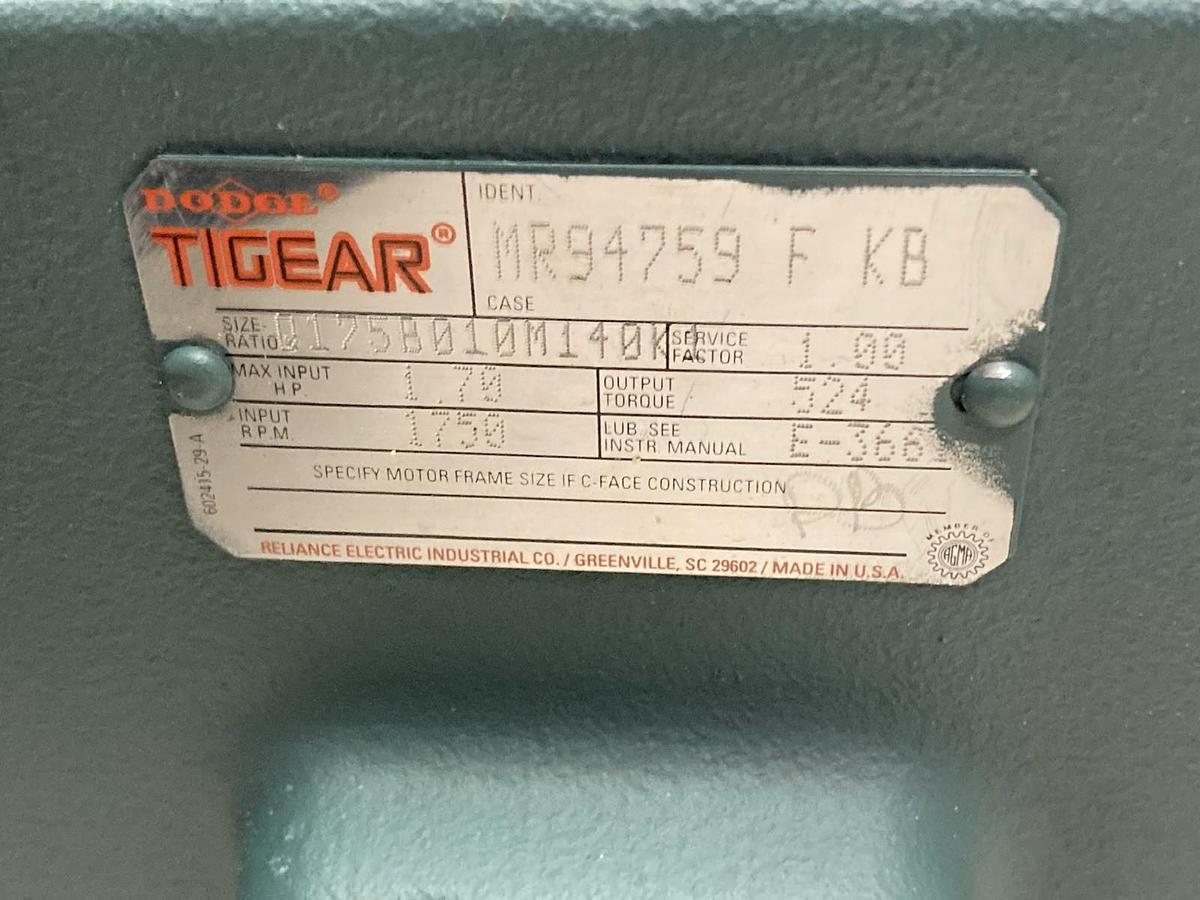 DODGE®
TIGEAR®
IDENT.
MR94759 F KB
CASE
SIZE-RATIO Q175B010M140K1
SERVICE FACTOR 1.00
MAX INPUT H.P. 1.70
OUTPUT TORQUE 524
INPUT R.P.M. 1750
LUB. SEE INSTR. MANUAL
SPECIFY MOTOR FRAME SIZE IF C-FACE CONSTRUCTION
602415-29-A
RELIANCE ELECTRIC INDUSTRIAL CO. / GREENVILLE, SC 29602 / MADE IN U.S.A.
MEMBER OF
AGMA